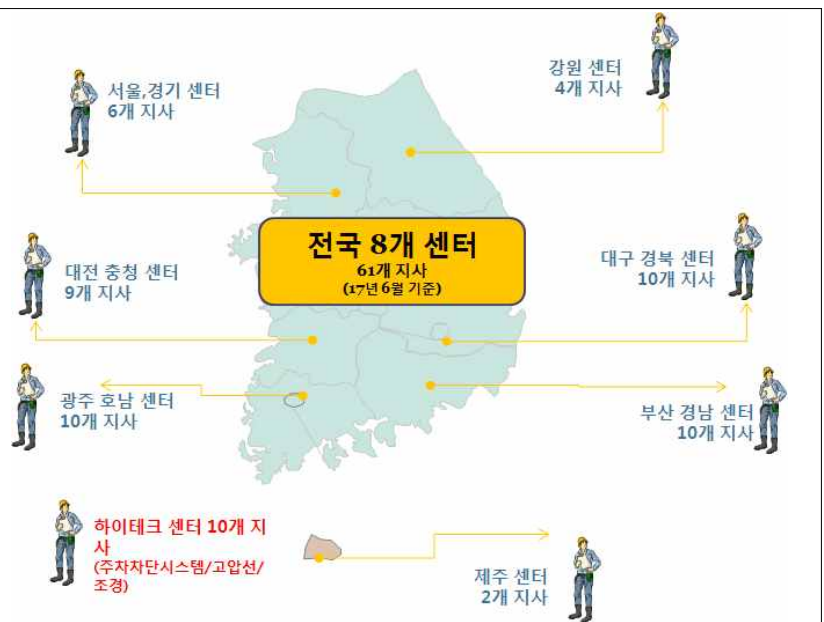 서울,경기 센터
6개 지사
강원 센터
4개 지사
전국 8개 센터
61개 지사
(17년 6월 기준)
대전 충청 센터
9개 지사
대구 경북 센터
10개 지사
광주 호남 센터
10개 지사
부산 경남 센터
10개 지사
하이테크 센터 10개 지
사
(주차차단시스템/고압선/
조경)
제주 센터
2개 지사